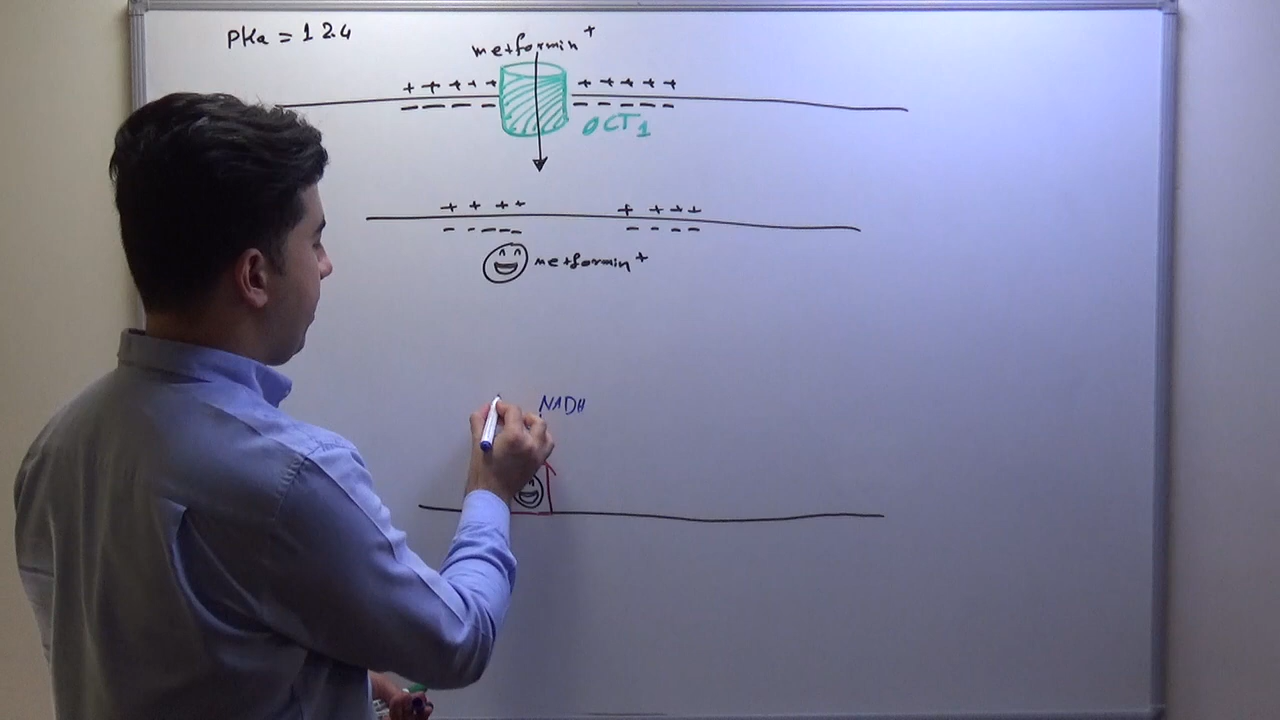 PKa = 12.4
metformin +
+ + + + + + + + + +
OCT1
+ + + + + + + +
metformin +
NADH